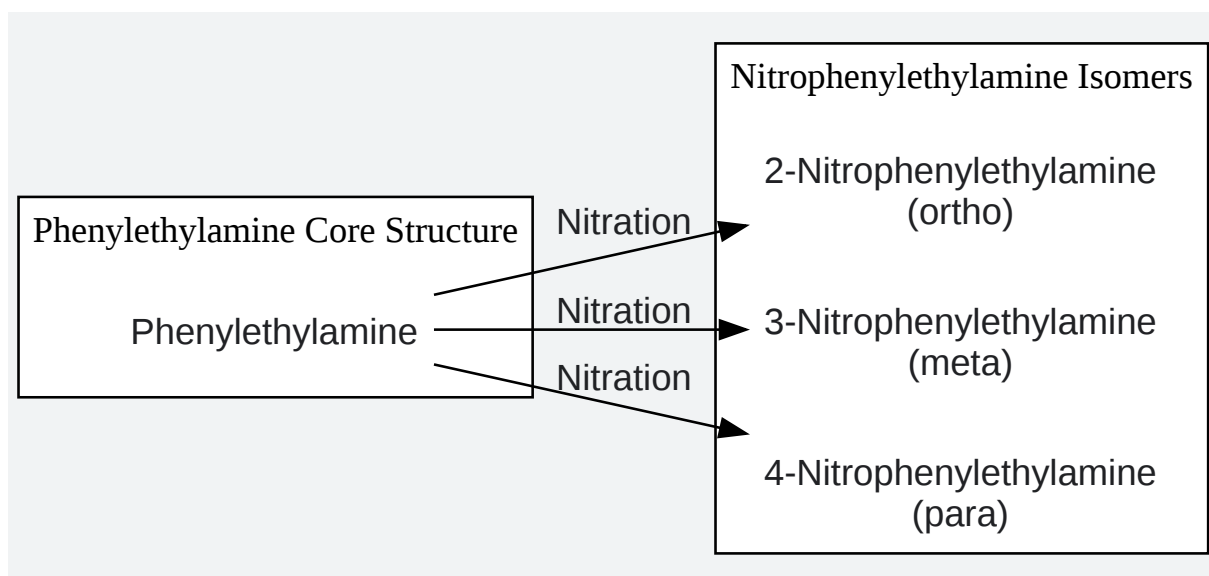 Phenylethylamine Core Structure
Phenylethylamine
Nitration
Nitration
Nitration
Nitrophenylethylamine Isomers
2-Nitrophenylethylamine
(ortho)
3-Nitrophenylethylamine
(meta)
4-Nitrophenylethylamine
(para)